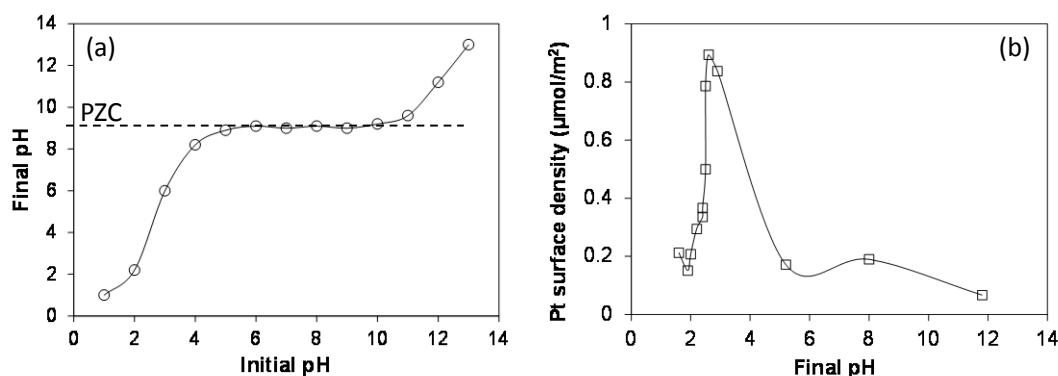 (a)
14
12
10
8
6
4
2
0
PZC
Final pH
0 2 4 6 8 10 12 14
Initial pH
(b)
1
0.8
0.6
0.4
0.2
0
Pt surface density (μmol/m²)
0 2 4 6 8 10 12 14
Final pH